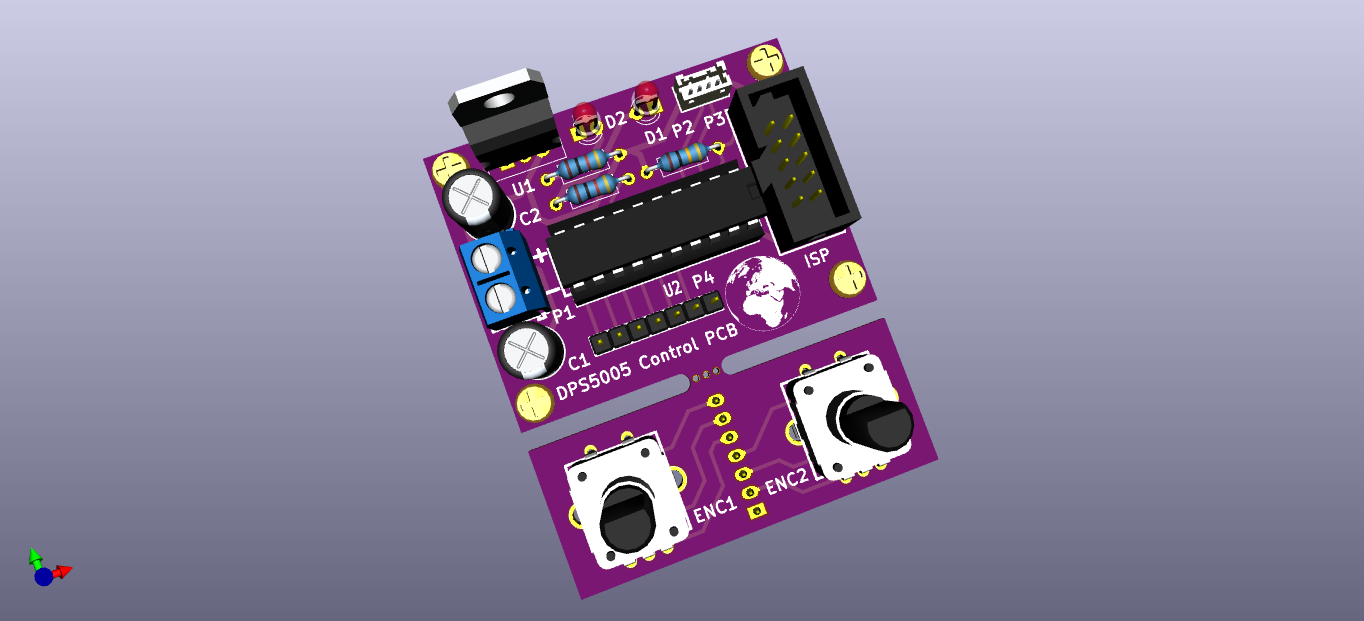 D2
D1 P2 P3
U1
C2
+
-
P1
ISP
U2 P4
C1
DPS5005 Control PCB
ENC1
ENC2